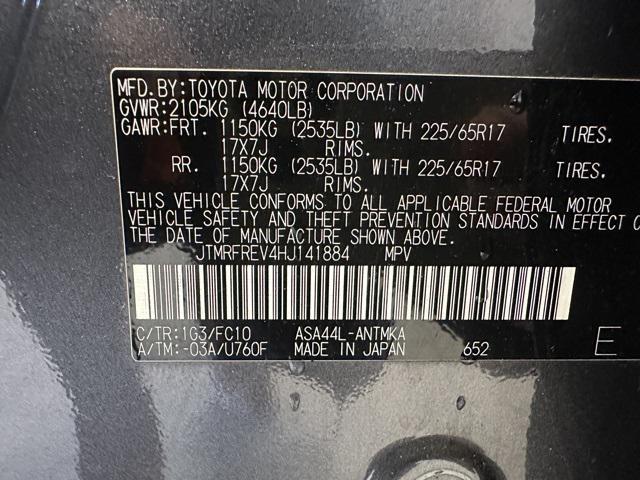 MFD.BY:TOYOTA MOTOR CORPORATION
GVWR:2105KG (4640LB)
GAWR:FRT. 1150KG (2535LB) WITH 225/65R17 TIRES.
17X7J RIMS.
RR. 1150KG (2535LB) WITH 225/65R17 TIRES.
17X7J RIMS.
THIS VEHICLE CONFORMS TO ALL APPLICABLE FEDERAL MOTOR
VEHICLE SAFETY AND THEFT PREVENTION STANDARDS IN EFFECT O
THE DATE OF MANUFACTURE SHOWN ABOVE.
JTMRFREV4HJ141884 MPV
C/TR:1G3/FC10 ASA44L-ANTMKA
A/TM:-03A/U760F MADE IN JAPAN 652 E